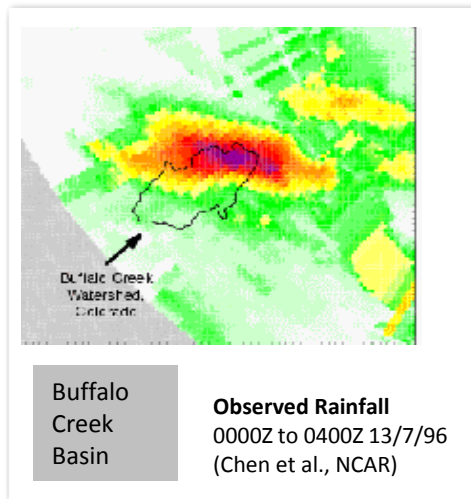 Buffalo Creek
Watershed,
Colorado
Buffalo
Creek
Basin
Observed Rainfall
0000Z to 0400Z 13/7/96
(Chen et al., NCAR)